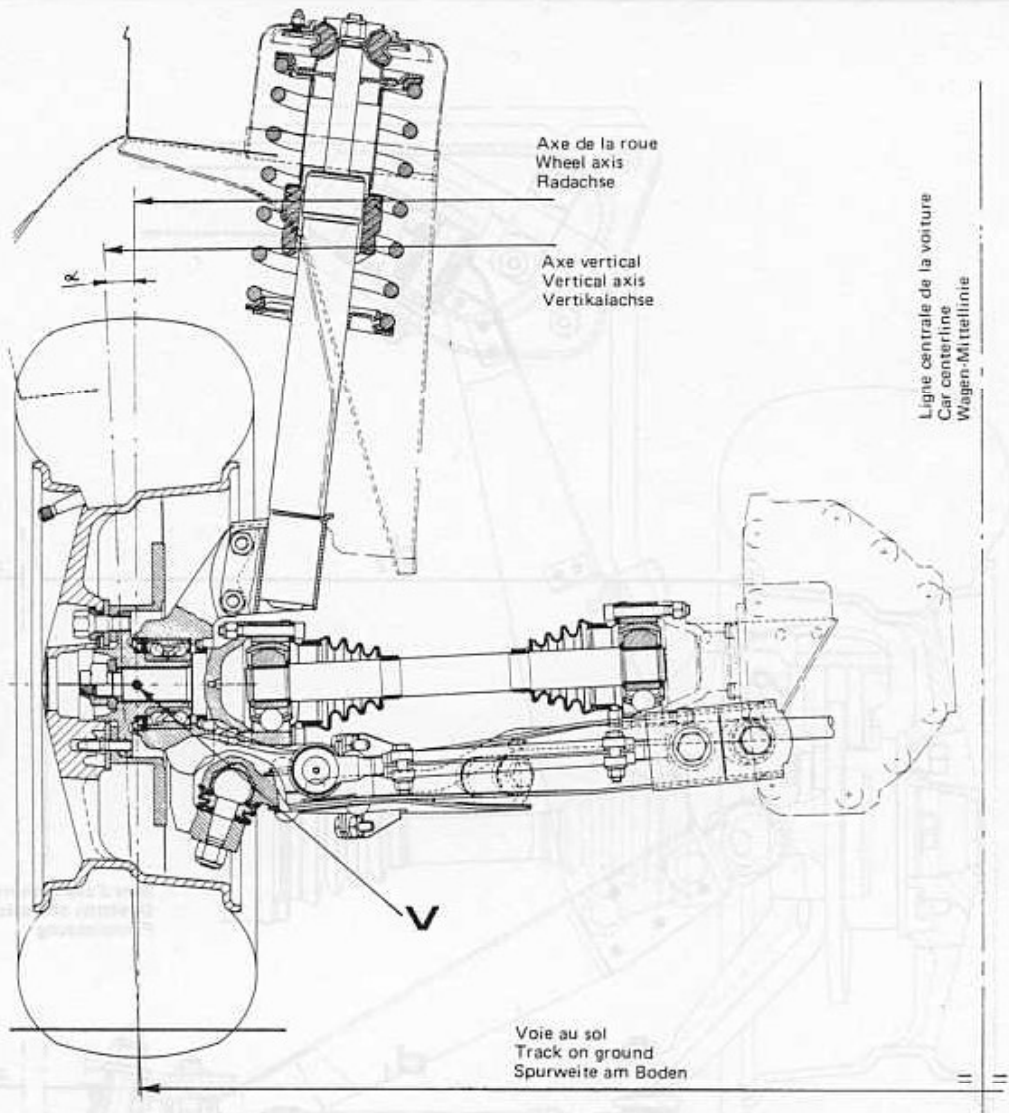 Axe de la roue
Wheel axis
Radachse
Axe vertical
Vertical axis
Vertikalachse
α
Ligne centrale de la voiture
Car centerline
Wagen-Mittellinie
V
Voie au sol
Track on ground
Spurweite am Boden